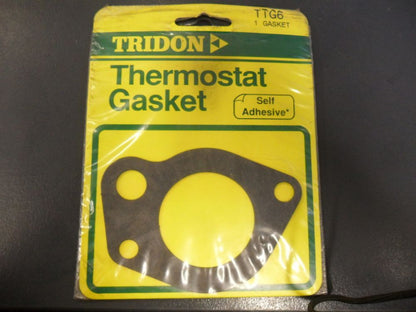 TTG6
1 GASKET
TRIDON
Thermostat
Gasket
Self
Adhesive*